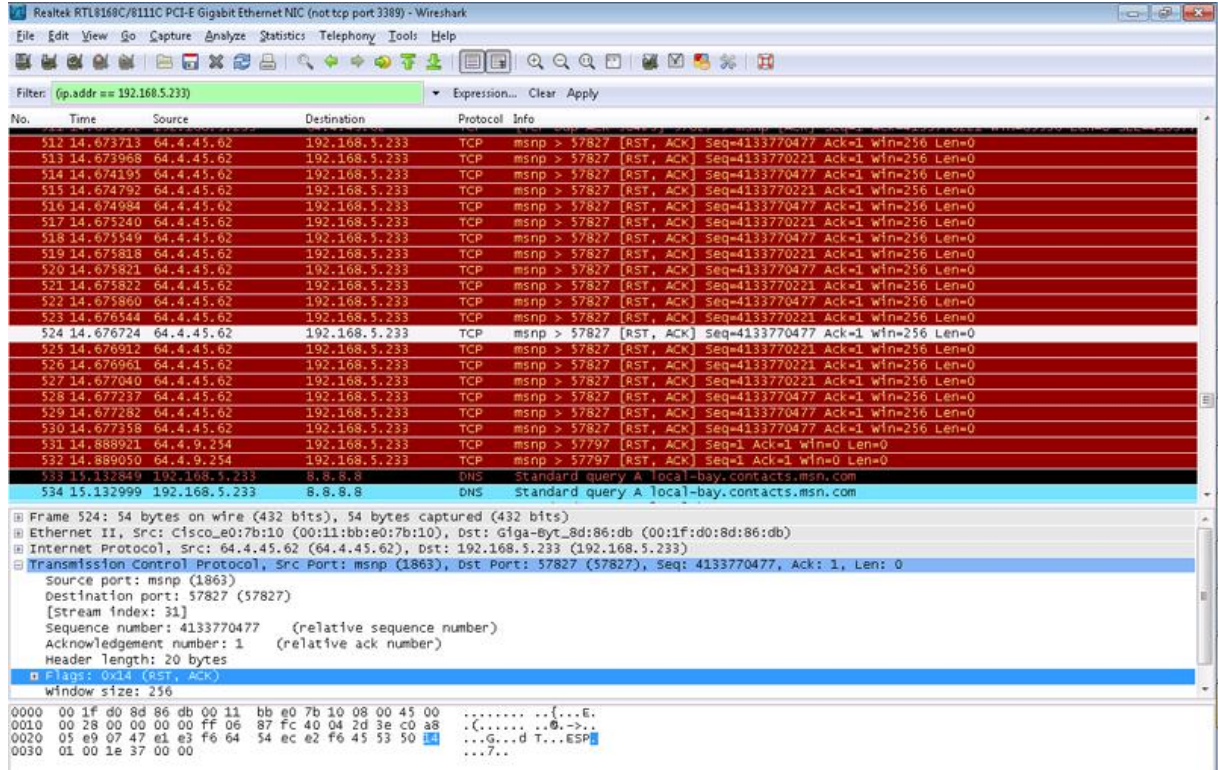 Realtek RTL8168C/8111C PCI-E Gigabit Ethernet NIC (not tcp port 3389) - Wireshark
File Edit View Go Capture Analyze Statistics Telephony Tools Help
Filter: (ip.addr == 192.168.5.233) Expression... Clear Apply
No. Time Source Destination Protocol Info
512 14.673713 64.4.45.62 192.168.5.233 TCP msnp > 57827 [RST, ACK] Seq=4133770477 Ack=1 Win=256 Len=0
513 14.673968 64.4.45.62 192.168.5.233 TCP msnp > 57827 [RST, ACK] Seq=4133770221 Ack=1 Win=256 Len=0
514 14.674195 64.4.45.62 192.168.5.233 TCP msnp > 57827 [RST, ACK] Seq=4133770477 Ack=1 Win=256 Len=0
515 14.674792 64.4.45.62 192.168.5.233 TCP msnp > 57827 [RST, ACK] Seq=4133770221 Ack=1 Win=256 Len=0
516 14.674984 64.4.45.62 192.168.5.233 TCP msnp > 57827 [RST, ACK] Seq=4133770477 Ack=1 Win=256 Len=0
517 14.675240 64.4.45.62 192.168.5.233 TCP msnp > 57827 [RST, ACK] Seq=4133770221 Ack=1 Win=256 Len=0
518 14.675549 64.4.45.62 192.168.5.233 TCP msnp > 57827 [RST, ACK] Seq=4133770477 Ack=1 Win=256 Len=0
519 14.675818 64.4.45.62 192.168.5.233 TCP msnp > 57827 [RST, ACK] Seq=4133770221 Ack=1 Win=256 Len=0
520 14.675821 64.4.45.62 192.168.5.233 TCP msnp > 57827 [RST, ACK] Seq=4133770477 Ack=1 Win=256 Len=0
521 14.675822 64.4.45.62 192.168.5.233 TCP msnp > 57827 [RST, ACK] Seq=4133770221 Ack=1 Win=256 Len=0
522 14.675860 64.4.45.62 192.168.5.233 TCP msnp > 57827 [RST, ACK] Seq=4133770477 Ack=1 Win=256 Len=0
523 14.676544 64.4.45.62 192.168.5.233 TCP msnp > 57827 [RST, ACK] Seq=4133770221 Ack=1 Win=256 Len=0
524 14.676724 64.4.45.62 192.168.5.233 TCP msnp > 57827 [RST, ACK] Seq=4133770477 Ack=1 Win=256 Len=0
525 14.676912 64.4.45.62 192.168.5.233 TCP msnp > 57827 [RST, ACK] Seq=4133770221 Ack=1 Win=256 Len=0
526 14.676961 64.4.45.62 192.168.5.233 TCP msnp > 57827 [RST, ACK] Seq=4133770221 Ack=1 Win=256 Len=0
527 14.677040 64.4.45.62 192.168.5.233 TCP msnp > 57827 [RST, ACK] Seq=4133770221 Ack=1 Win=256 Len=0
528 14.677237 64.4.45.62 192.168.5.233 TCP msnp > 57827 [RST, ACK] Seq=4133770477 Ack=1 Win=256 Len=0
529 14.677282 64.4.45.62 192.168.5.233 TCP msnp > 57827 [RST, ACK] Seq=4133770477 Ack=1 Win=256 Len=0
530 14.677358 64.4.45.62 192.168.5.233 TCP msnp > 57827 [RST, ACK] Seq=4133770477 Ack=1 Win=256 Len=0
531 14.888921 64.4.9.254 192.168.5.233 TCP msnp > 57797 [RST, ACK] Seq=1 Ack=1 Win=0 Len=0
532 14.889050 64.4.9.254 192.168.5.233 TCP msnp > 57797 [RST, ACK] Seq=1 Ack=1 Win=0 Len=0
533 15.132849 192.168.5.233 8.8.8.8 DNS Standard query A local-bay.contacts.msn.com
534 15.132999 192.168.5.233 8.8.8.8 DNS Standard query A local-bay.contacts.msn.com
Frame 524: 54 bytes on wire (432 bits), 54 bytes captured (432 bits)
Ethernet II, Src: Cisco_e0:7b:10 (00:11:bb:e0:7b:10), Dst: Giga-Byt_8d:86:db (00:1f:d0:8d:86:db)
Internet Protocol, Src: 64.4.45.62 (64.4.45.62), Dst: 192.168.5.233 (192.168.5.233)
Transmission Control Protocol, Src Port: msnp (1863), Dst Port: 57827 (57827), Seq: 4133770477, Ack: 1, Len: 0
Source port: msnp (1863)
Destination port: 57827 (57827)
[Stream index: 31]
Sequence number: 4133770477 (relative sequence number)
Acknowledgement number: 1 (relative ack number)
Header length: 20 bytes
Flags: 0x14 (RST, ACK)
Window size: 256
0000 00 1f d0 8d 86 db 00 11 bb e0 7b 10 08 00 45 00 ........ ..{...E.
0010 00 28 00 00 00 00 ff 06 87 fc 40 04 2d 3e c0 a8 .(...... ..@.->..
0020 05 e9 07 47 e1 e3 f6 64 54 ec e2 f6 45 53 50 14 ...G...d T...ESP.
0030 01 00 1e 37 00 00 ...7..